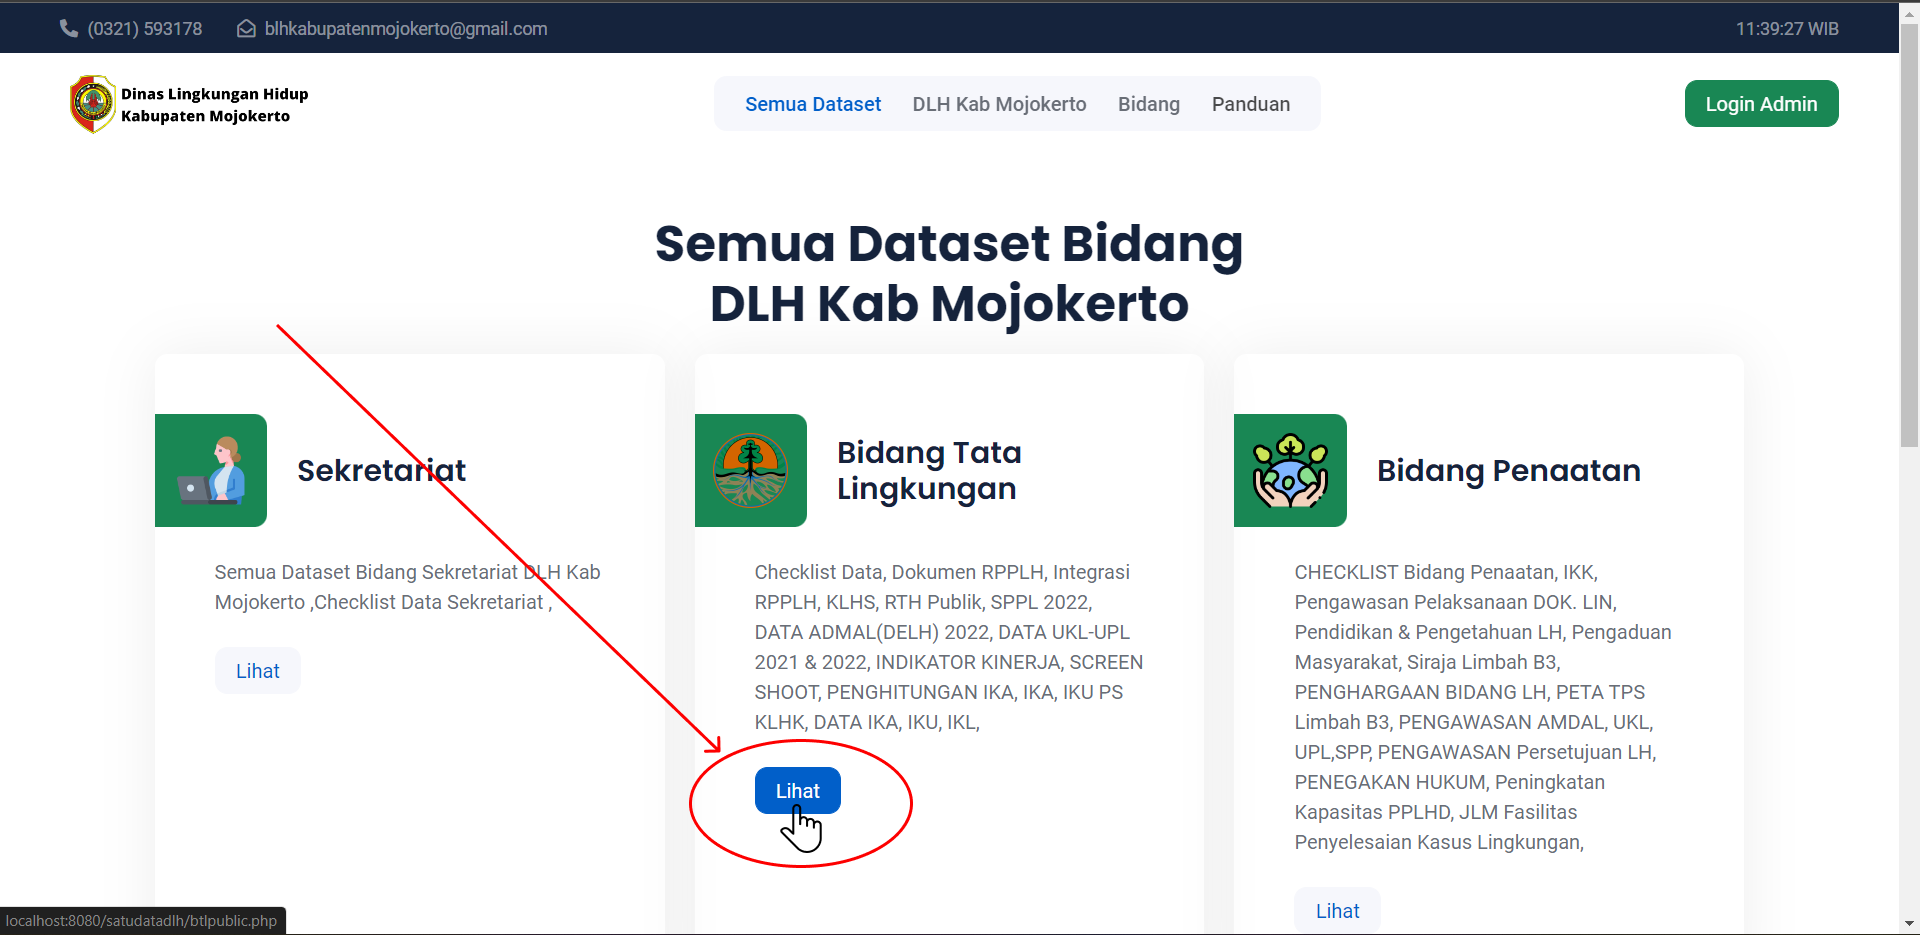 (0321) 593178
blhkabupatenmojokerto@gmail.com
11:39:27 WIB
Dinas Lingkungan Hidup
Kabupaten Mojokerto
Semua Dataset
DLH Kab Mojokerto
Bidang
Panduan
Login Admin
Semua Dataset Bidang
DLH Kab Mojokerto
Sekretariat
Semua Dataset Bidang Sekretariat DLH Kab
Mojokerto ,Checklist Data Sekretariat ,
Lihat
Bidang Tata
Lingkungan
Checklist Data, Dokumen RPPLH, Integrasi
RPPLH, KLHS, RTH Publik, SPPL 2022,
DATA ADMAL(DELH) 2022, DATA UKL-UPL
2021 & 2022, INDIKATOR KINERJA, SCREEN
SHOOT, PENGHITUNGAN IKA, IKA, IKU PS
KLHK, DATA IKA, IKU, IKL,
Lihat
Bidang Penaatan
CHECKLIST Bidang Penaatan, IKK,
Pengawasan Pelaksanaan DOK. LIN,
Pendidikan & Pengetahuan LH, Pengaduan
Masyarakat, Siraja Limbah B3,
PENGHARGAAN BIDANG LH, PETA TPS
Limbah B3, PENGAWASAN AMDAL, UKL,
UPL,SPP, PENGAWASAN Persetujuan LH,
PENEGAKAN HUKUM, Peningkatan
Kapasitas PPLHD, JLM Fasilitas
Penyelesaian Kasus Lingkungan,
Lihat
localhost:8080/satudatadlh/btlpublic.php